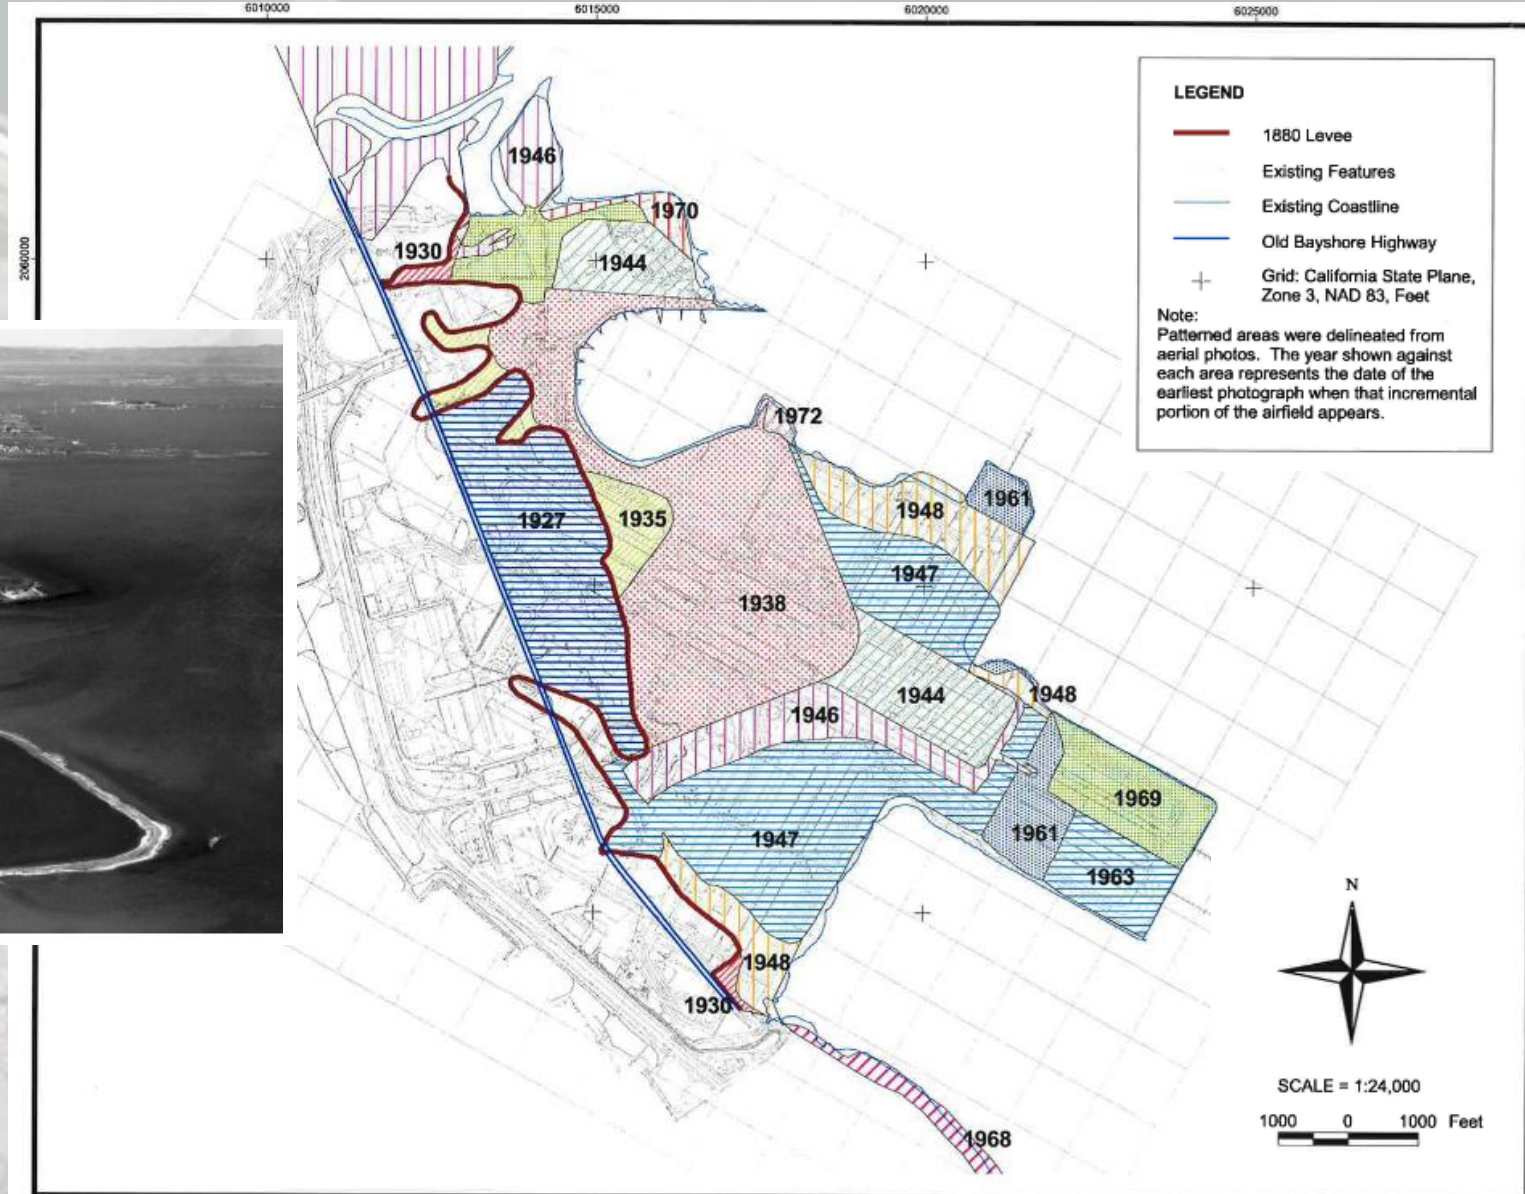 6010000
6015000
6020000
6025000
2060000
LEGEND
1880 Levee
Existing Features
Existing Coastline
Old Bayshore Highway
Grid: California State Plane,
Zone 3, NAD 83, Feet
Note:
Patterned areas were delineated from
aerial photos. The year shown against
each area represents the date of the
earliest photograph when that incremental
portion of the airfield appears.
1946
1970
1930
1944
1972
1961
1948
1927
1935
1947
1938
1948
1944
1946
1969
1961
1947
1963
1948
1930
1968
N
SCALE = 1:24,000
1000 0 1000 Feet